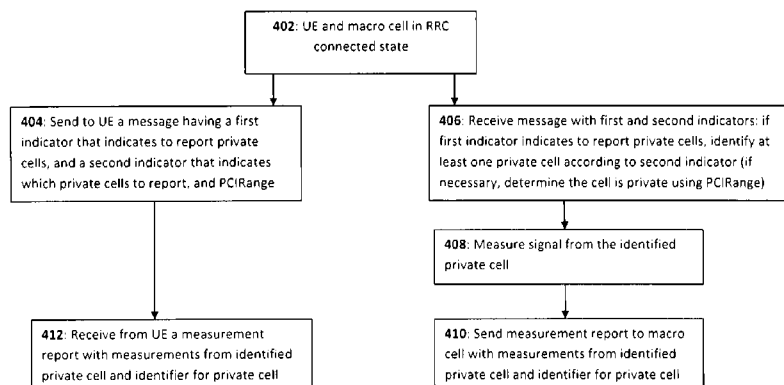 402: UE and macro cell in RRC
connected state
404: Send to UE a message having a first
indicator that indicates to report private
cells, and a second indicator that indicates
which private cells to report, and PCIRange
406: Receive message with first and second indicators: if
first indicator indicates to report private cells, identify at
least one private cell according to second indicator (if
necessary, determine the cell is private using PCIRange)
408: Measure signal from the identified
private cell
412: Receive from UE a measurement
report with measurements from identified
private cell and identifier for private cell
410: Send measurement report to macro
cell with measurements from identified
private cell and identifier for private cell